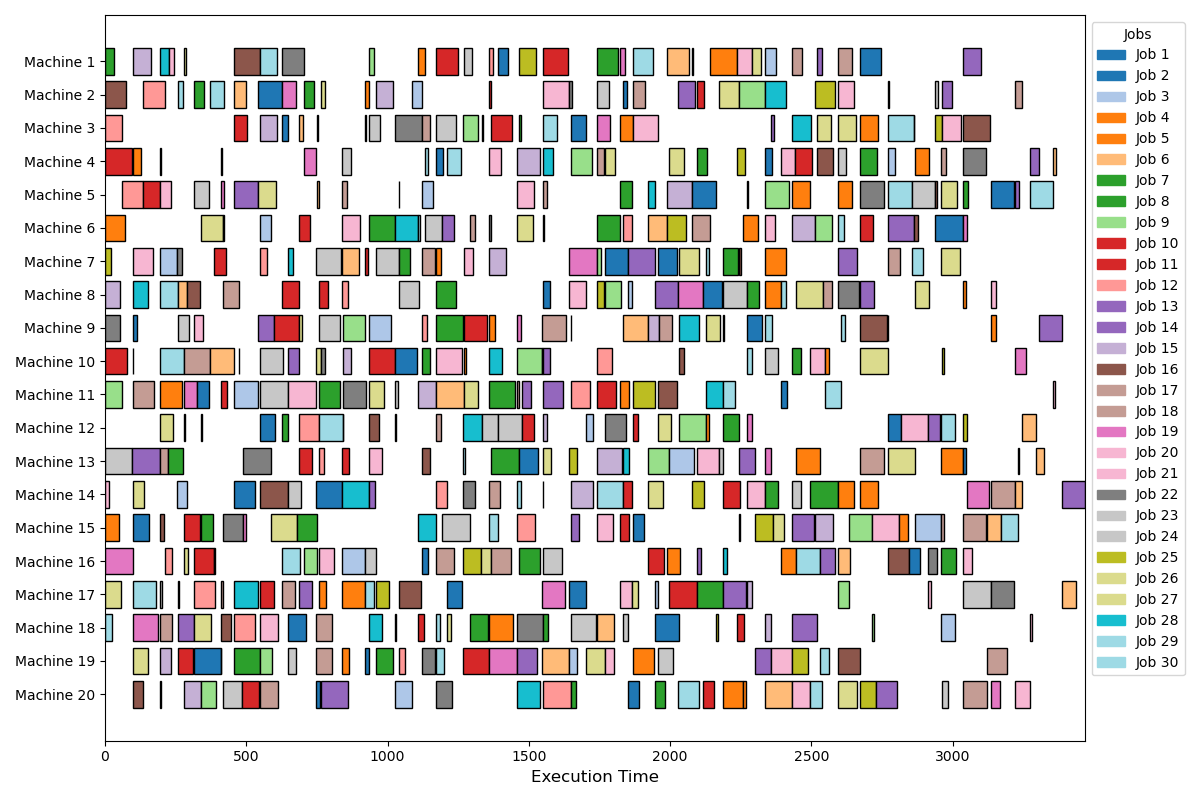 Machine 1
Machine 2
Machine 3
Machine 4
Machine 5
Machine 6
Machine 7
Machine 8
Machine 9
Machine 10
Machine 11
Machine 12
Machine 13
Machine 14
Machine 15
Machine 16
Machine 17
Machine 18
Machine 19
Machine 20
0 500 1000 1500 2000 2500 3000
Execution Time
Jobs
Job 1
Job 2
Job 3
Job 4
Job 5
Job 6
Job 7
Job 8
Job 9
Job 10
Job 11
Job 12
Job 13
Job 14
Job 15
Job 16
Job 17
Job 18
Job 19
Job 20
Job 21
Job 22
Job 23
Job 24
Job 25
Job 26
Job 27
Job 28
Job 29
Job 30